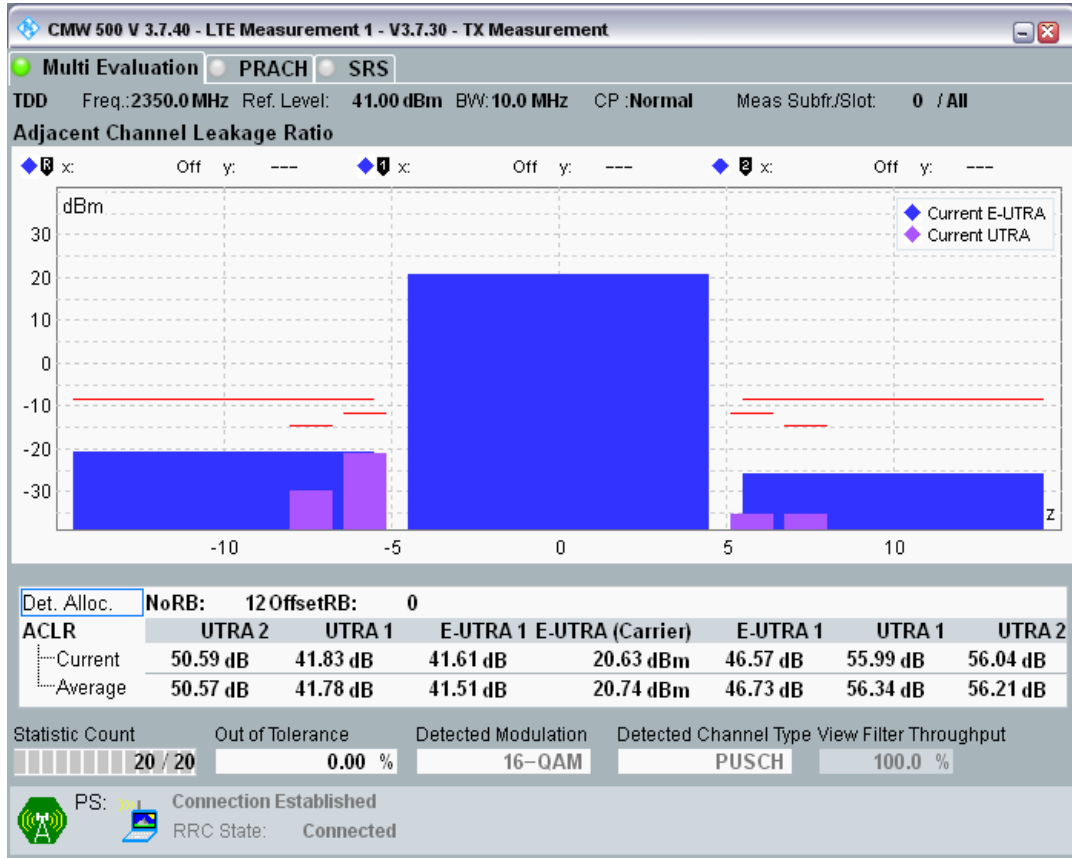 CMW 500 V 3.7.40 - LTE Measurement 1 - V3.7.30 - TX Measurement
Multi Evaluation PRACH SRS
TDD Freq.:2350.0 MHz Ref. Level: 41.00 dBm BW:10.0 MHz CP :Normal Meas Subfr./Slot: 0 / All
Adjacent Channel Leakage Ratio
R x: Off y: --- 1 x: Off y: --- 2 x: Off y: ---
dBm
Current E-UTRA
Current UTRA
30
20
10
0
-10
-20
-30
z
-10 -5 0 5 10
Det. Alloc. NoRB: 12 OffsetRB: 0
ACLR UTRA 2 UTRA 1 E-UTRA 1 E-UTRA (Carrier) E-UTRA 1 UTRA 1 UTRA 2
Current 50.59 dB 41.83 dB 41.61 dB 20.63 dBm 46.57 dB 55.99 dB 56.04 dB
Average 50.57 dB 41.78 dB 41.51 dB 20.74 dBm 46.73 dB 56.34 dB 56.21 dB
Statistic Count Out of Tolerance Detected Modulation Detected Channel Type View Filter Throughput
20 / 20 0.00 % 16-QAM PUSCH 100.0 %
PS: Connection Established
RRC State: Connected